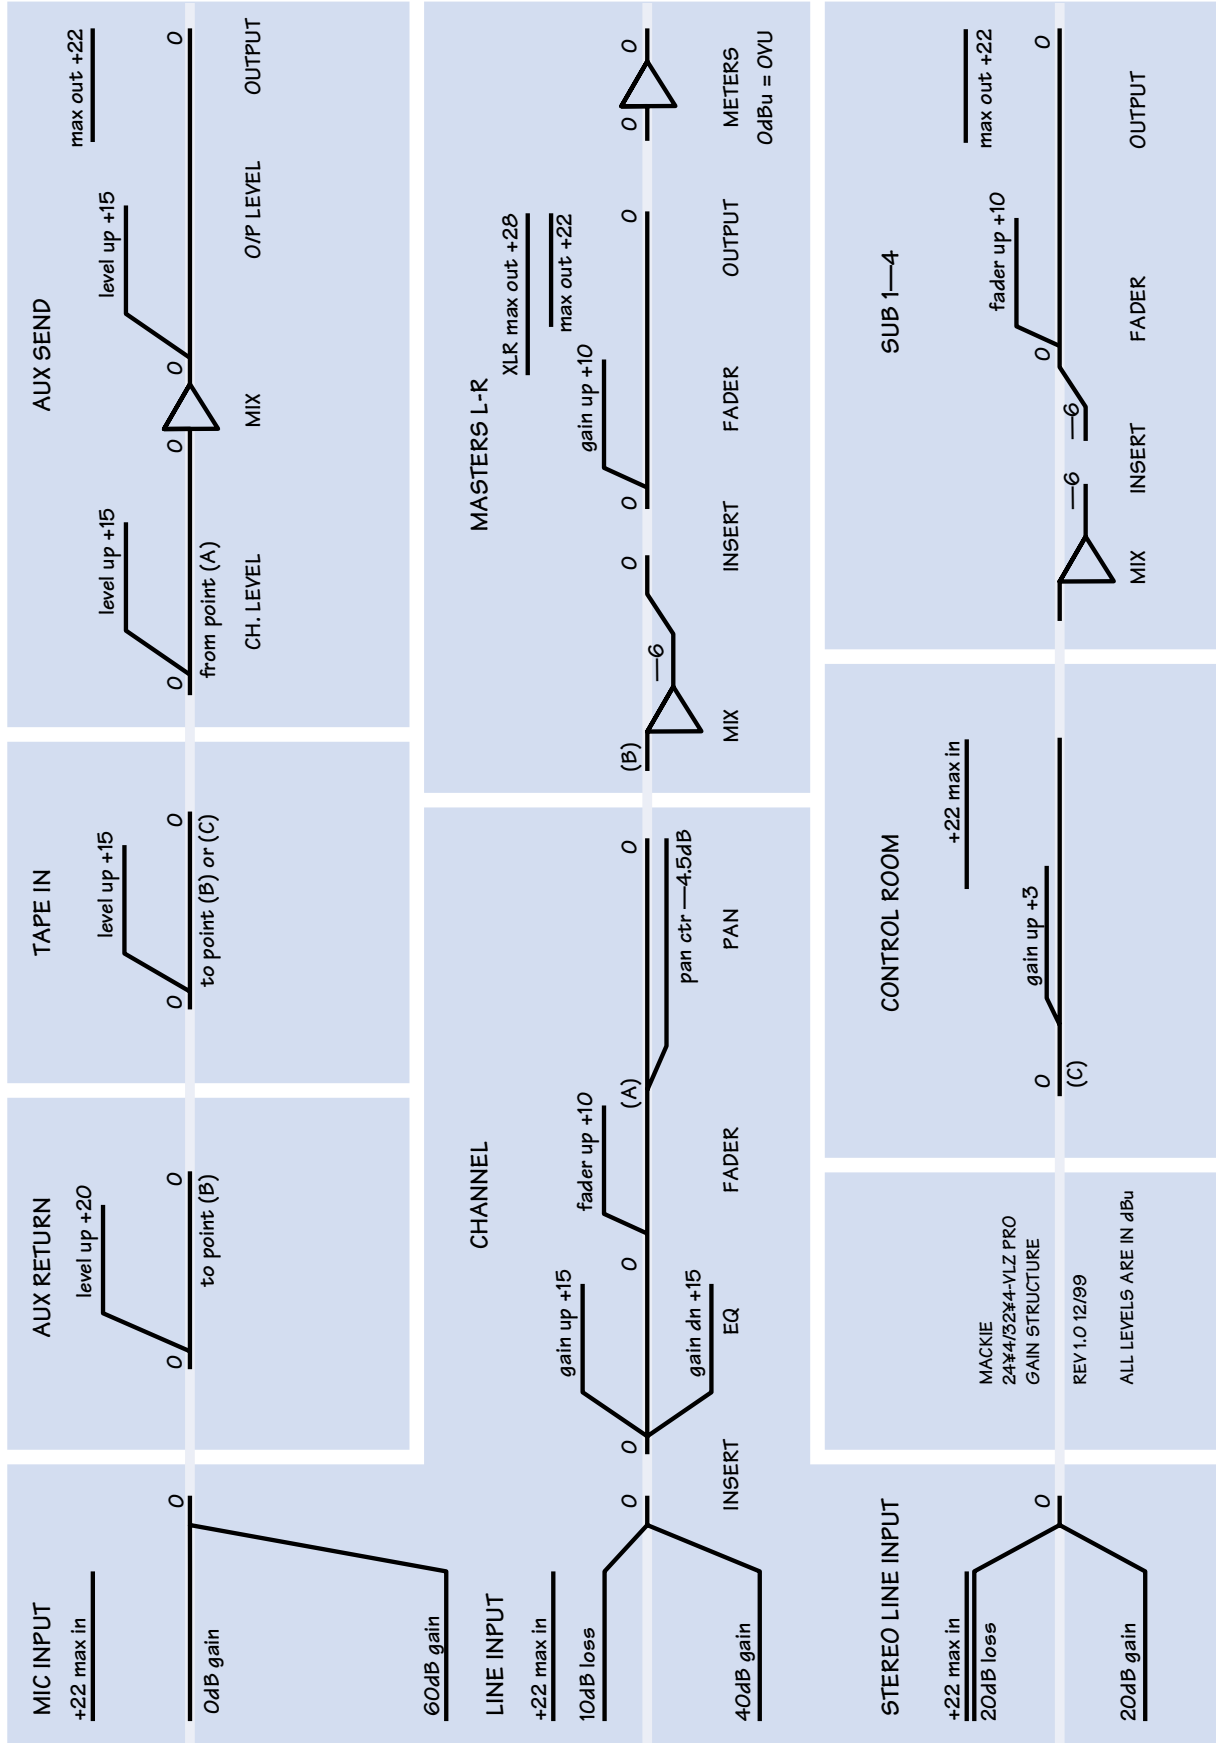 MIC INPUT
+22 max in
0
0dB gain
60dB gain
AUX RETURN
level up +20
0
0
to point (B)
TAPE IN
level up +15
0
0
to point (B) or (C)
AUX SEND
level up +15
level up +15
max out +22
0
0
0
0
from point (A)
CH. LEVEL
MIX
O/P LEVEL
OUTPUT
LINE INPUT
+22 max in
10dB loss
0
40dB gain
INSERT
CHANNEL
gain up +15
fader up +10
0
0
(A)
0
gain dn +15
pan ctr —4.5dB
EQ
FADER
PAN
MASTERS L-R
XLR max out +28
max out +22
gain up +10
(B)
—6
0
0
0
0
0
MIX
INSERT
FADER
OUTPUT
METERS
0dBu = 0VU
STEREO LINE INPUT
+22 max in
20dB loss
0
20dB gain
MACKIE
24¥4/32¥4-VLZ PRO
GAIN STRUCTURE
REV 1.0 12/99
ALL LEVELS ARE IN dBu
CONTROL ROOM
+22 max in
gain up +3
0
(C)
SUB 1—4
max out +22
fader up +10
—6
—6
0
0
MIX
INSERT
FADER
OUTPUT